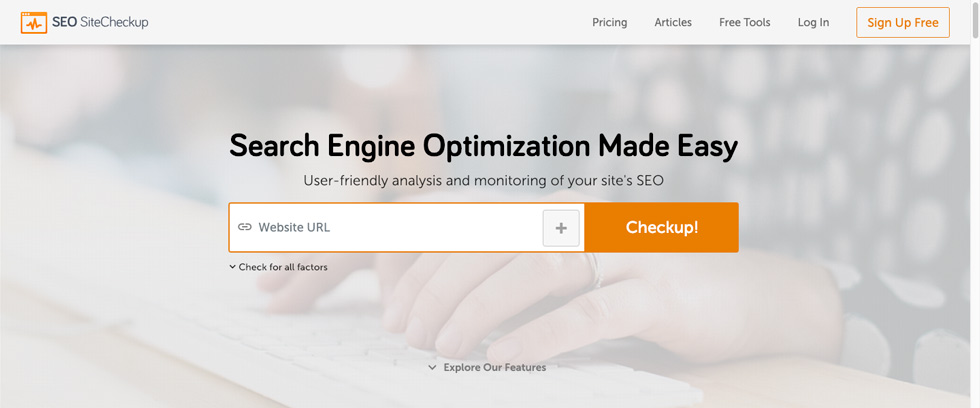 SEO SiteCheckup
Pricing
Articles
Free Tools
Log In
Sign Up Free
Search Engine Optimization Made Easy
User-friendly analysis and monitoring of your site's SEO
Website URL
+
Checkup!
Check for all factors
Explore Our Features